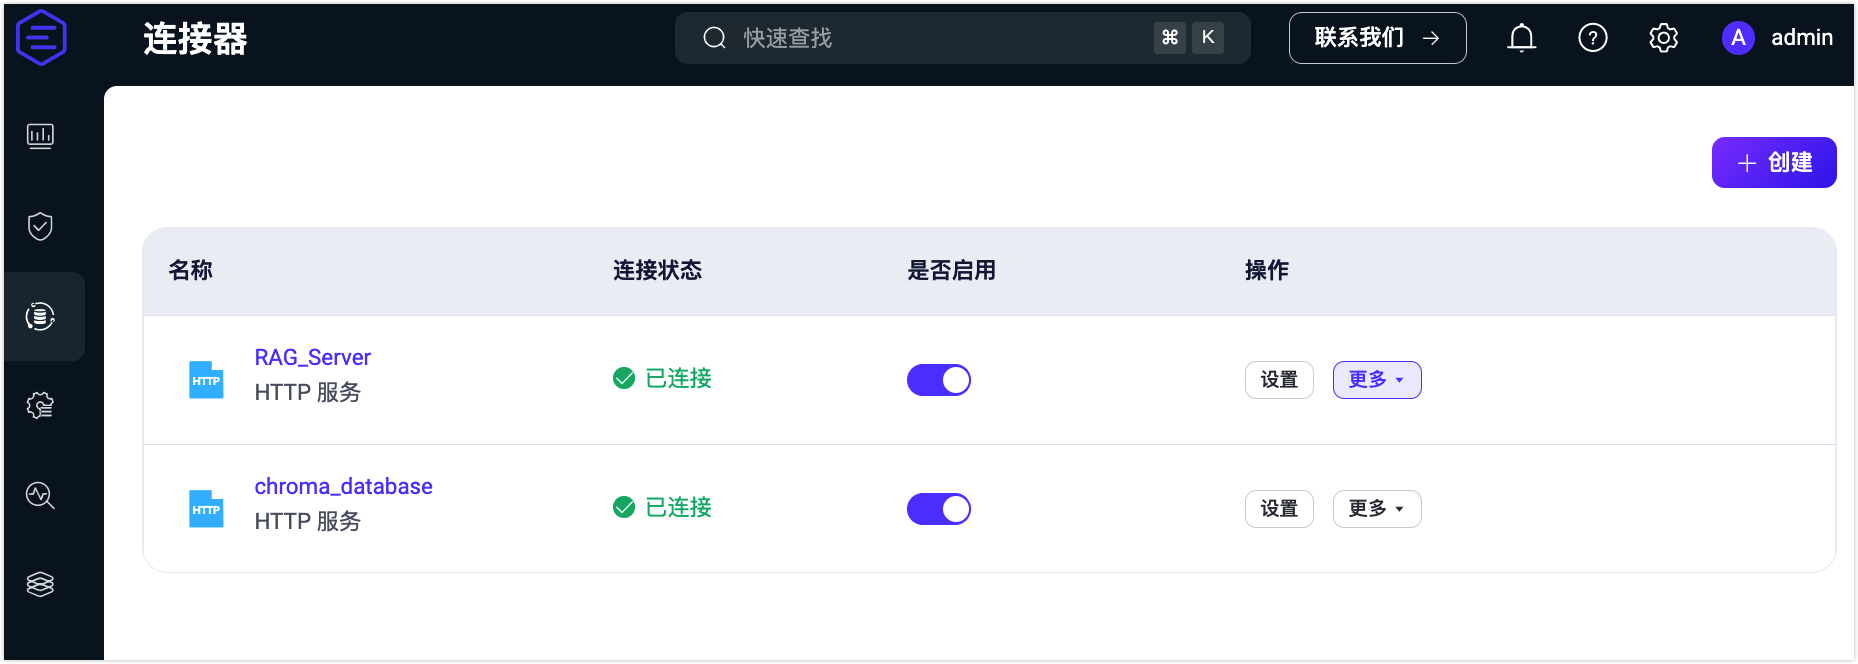 连接器
快速查找
⌘ K
联系我们 →
?
A admin
+ 创建
名称 连接状态 是否启用 操作
HTTP
RAG_Server
HTTP 服务
已连接
设置 更多
HTTP
chroma_database
HTTP 服务
已连接
设置 更多